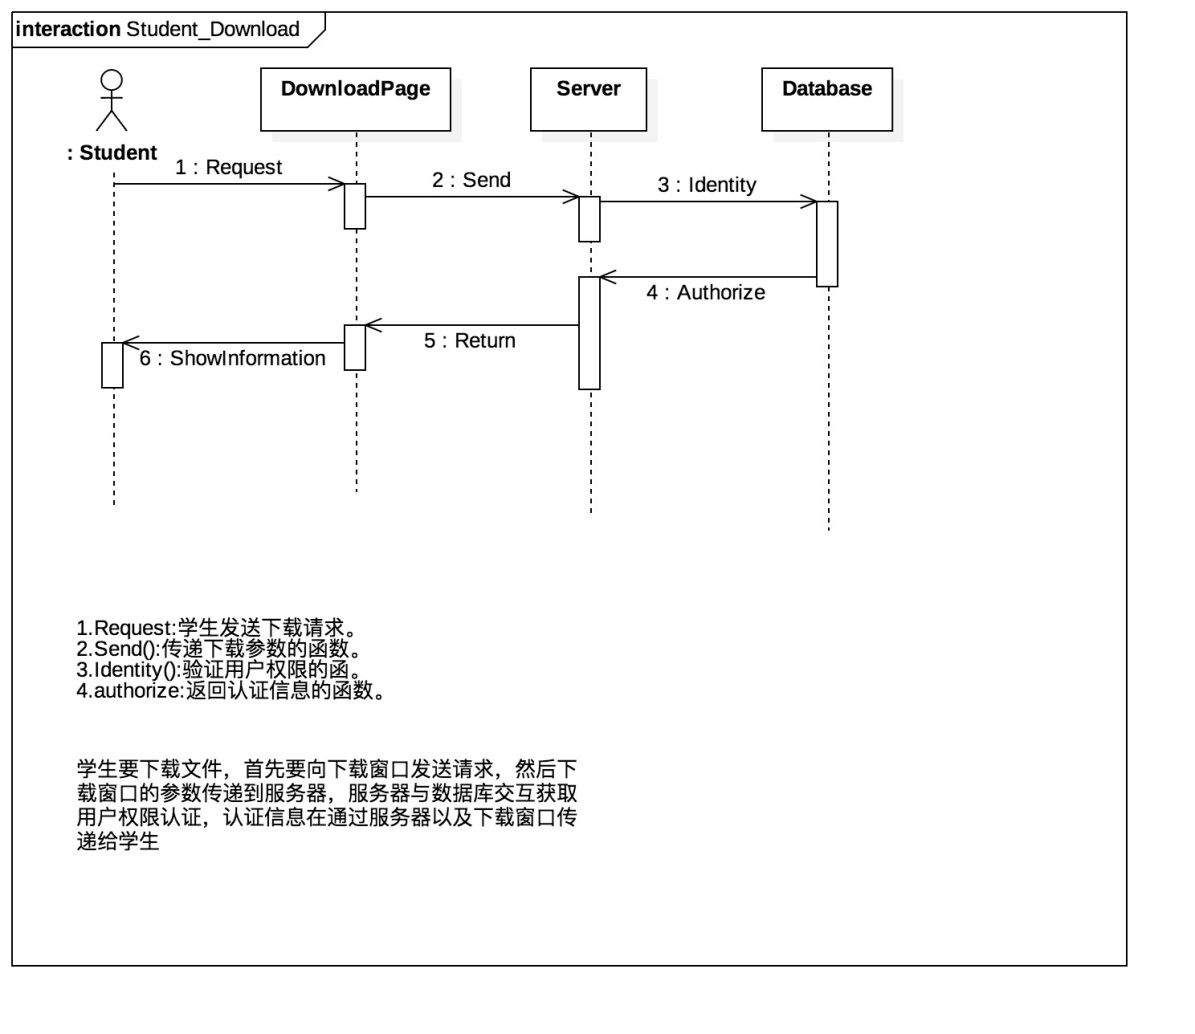 interaction Student_Download
DownloadPage
Server
Database
: Student
1 : Request
2 : Send
3 : Identity
4 : Authorize
5 : Return
6 : ShowInformation
1.Request:学生发送下载请求。
2.Send():传递下载参数的函数。
3.Identity():验证用户权限的函。
4.authorize:返回认证信息的函数。
学生要下载文件，首先要向下载窗口发送请求，然后下
载窗口的参数传递到服务器，服务器与数据库交互获取
用户权限认证，认证信息在通过服务器以及下载窗口传
递给学生